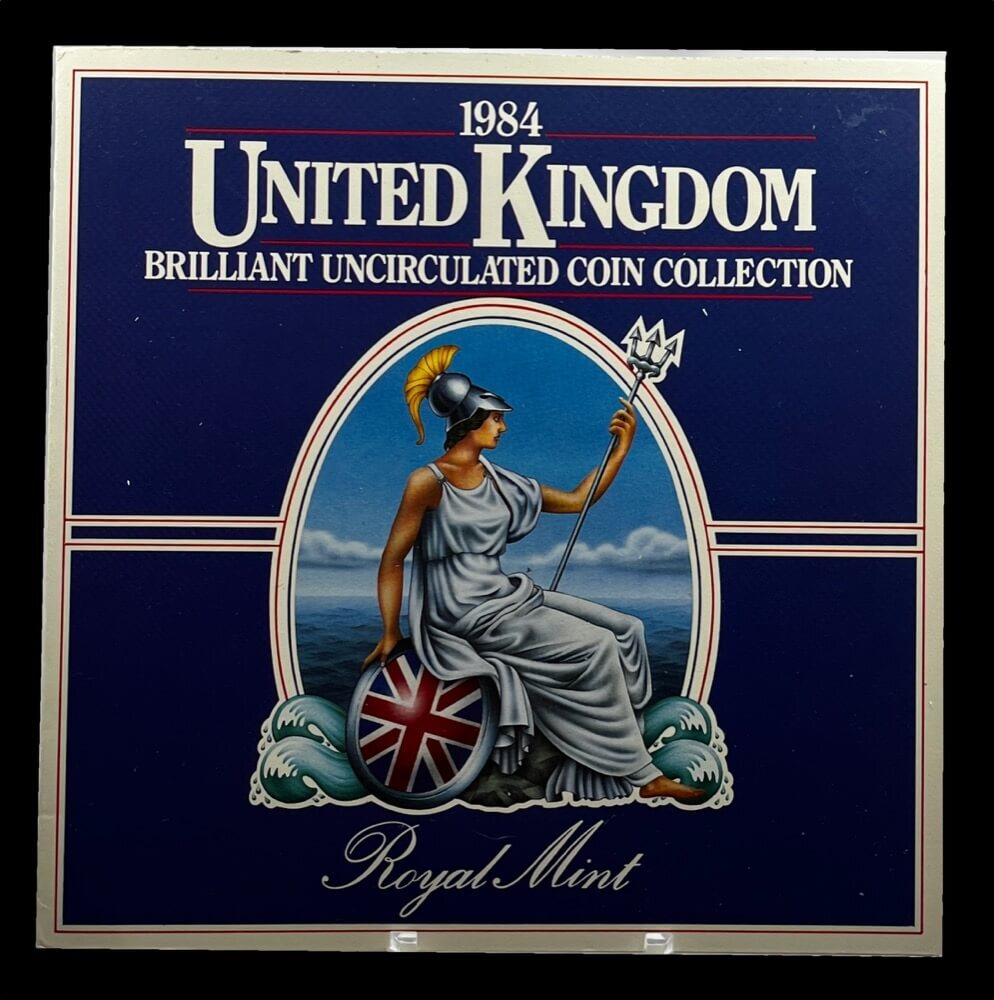 1984
UNITED KINGDOM
BRILLIANT UNCIRCULATED COIN COLLECTION
Royal Mint